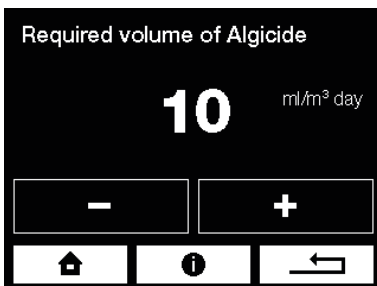 Required volume of Algicide
10 ml/m³ day
− +